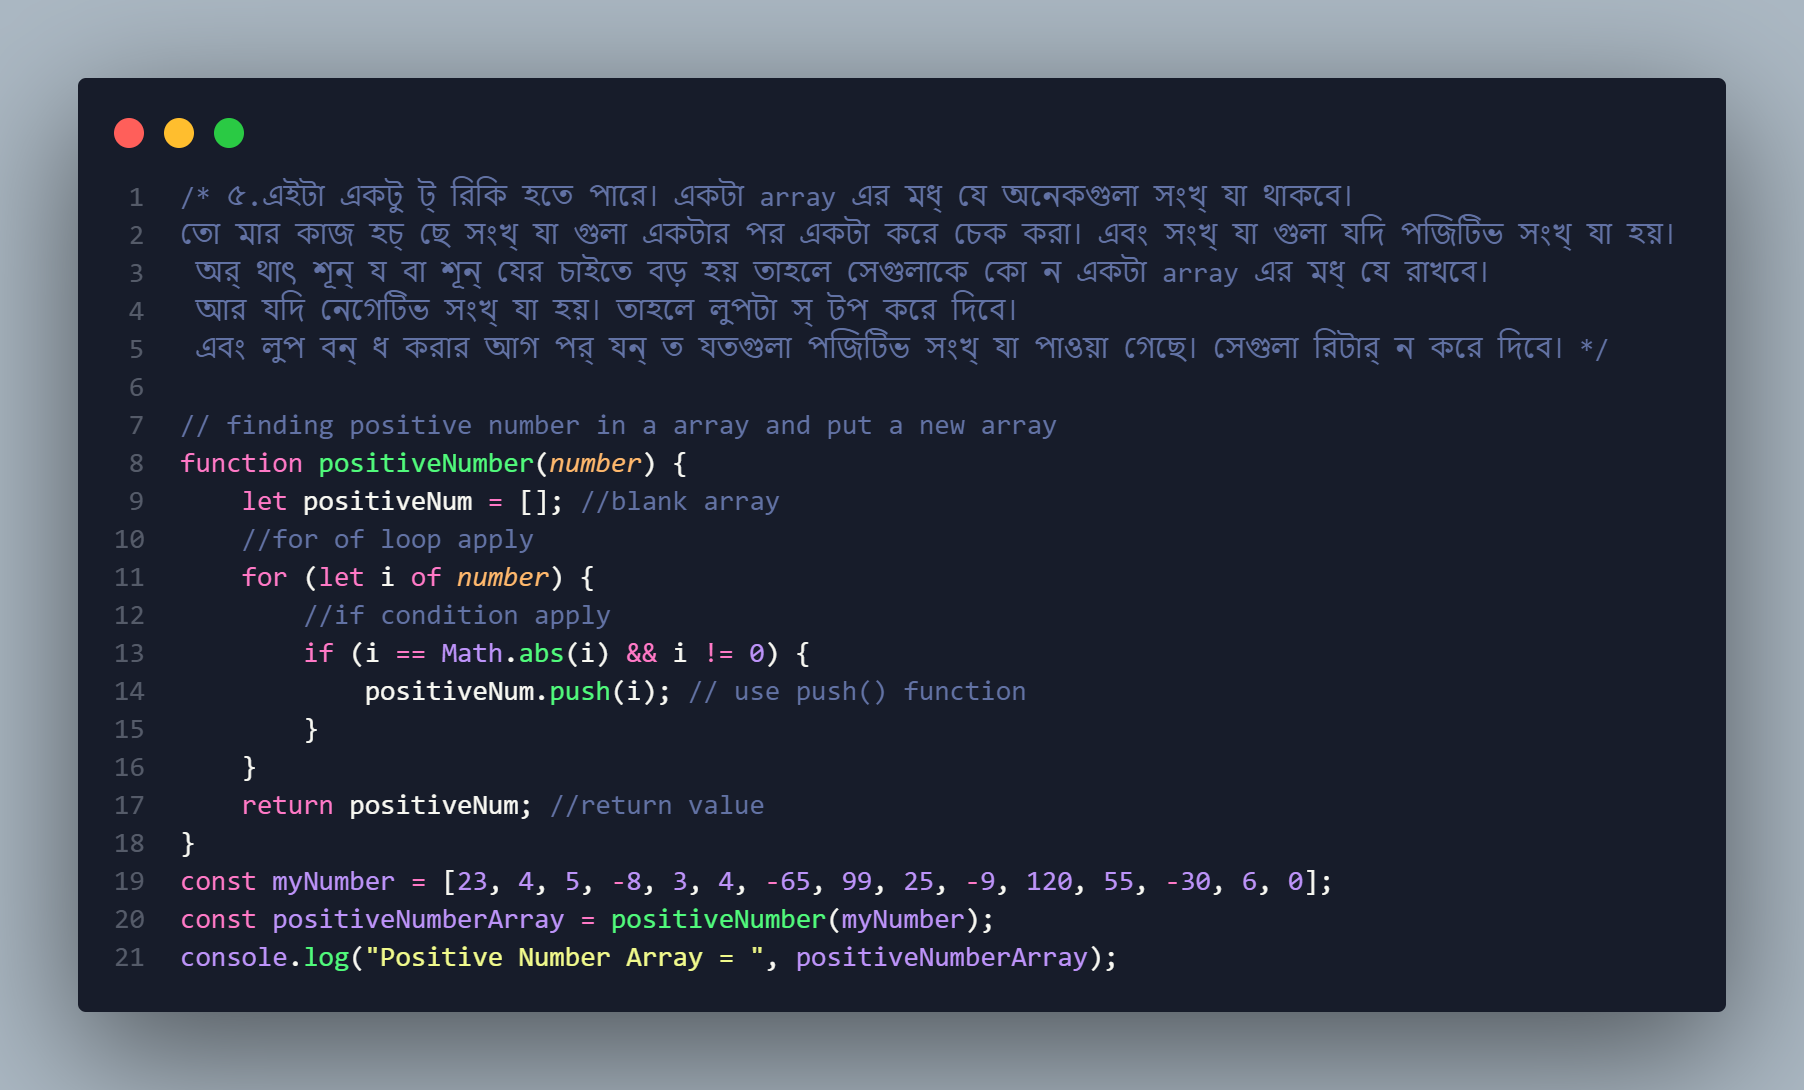 1 /* ৫.এইটা একটু ট্ রিকি হতে পারে। একটা array এর মধ্ যে অনেকগুলা সংখ্ যা থাকবে।
2 তো মার কাজ হচ্ ছে সংখ্ যা গুলা একটার পর একটা করে চেক করা। এবং সংখ্ যা গুলা যদি পজিটিভ সংখ্ যা হয়।
3 অর্ থাৎ শূন্ য বা শূন্ যের চাইতে বড় হয় তাহলে সেগুলাকে কো ন একটা array এর মধ্ যে রাখবে।
4 আর যদি নেগেটিভ সংখ্ যা হয়। তাহলে লুপটা স্ টপ করে দিবে।
5 এবং লুপ বন্ ধ করার আগ পর্ যন্ ত যতগুলা পজিটিভ সংখ্ যা পাওয়া গেছে। সেগুলা রিটার্ ন করে দিবে। */
6
7 // finding positive number in a array and put a new array
8 function positiveNumber(number) {
9 let positiveNum = []; //blank array
10 //for of loop apply
11 for (let i of number) {
12 //if condition apply
13 if (i == Math.abs(i) && i != 0) {
14 positiveNum.push(i); // use push() function
15 }
16 }
17 return positiveNum; //return value
18 }
19 const myNumber = [23, 4, 5, -8, 3, 4, -65, 99, 25, -9, 120, 55, -30, 6, 0];
20 const positiveNumberArray = positiveNumber(myNumber);
21 console.log("Positive Number Array = ", positiveNumberArray);